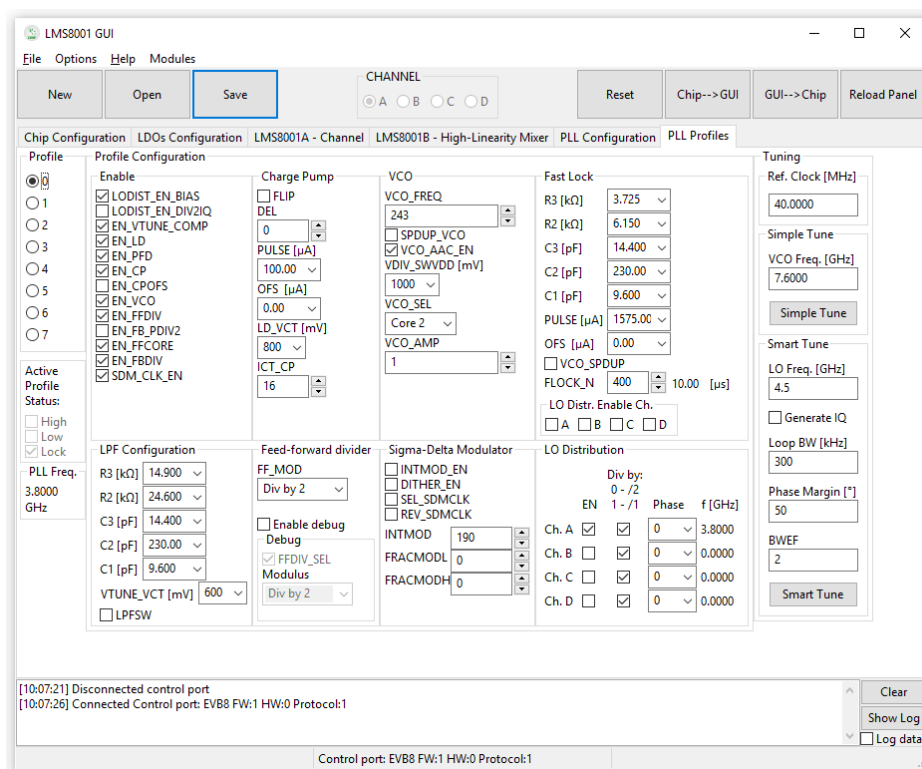 LMS8001 GUI
File Options Help Modules
New Open Save
CHANNEL
A B C D
Reset Chip-->GUI GUI-->Chip Reload Panel
Chip Configuration LDOs Configuration LMS8001A - Channel LMS8001B - High-Linearity Mixer PLL Configuration PLL Profiles
Profile
0
1
2
3
4
5
6
7
Active
Profile
Status:
High
Low
Lock
PLL Freq.
3.8000
GHz
Profile Configuration
Enable
LODIST_EN_BIAS
LODIST_EN_DIV2IQ
EN_VTUNE_COMP
EN_LD
EN_PFD
EN_CP
EN_CPOFS
EN_VCO
EN_FFDIV
EN_FB_PDIV2
EN_FFCORE
EN_FBDIV
SDM_CLK_EN
Charge Pump
FLIP
DEL
0
PULSE [µA]
100.00
OFS [µA]
0.00
LD_VCT [mV]
800
ICT_CP
16
VCO
VCO_FREQ
243
SPDUP_VCO
VCO_AAC_EN
VDIV_SWVDD [mV]
1000
VCO_SEL
Core 2
VCO_AMP
1
Fast Lock
R3 [kΩ] 3.725
R2 [kΩ] 6.150
C3 [pF] 14.400
C2 [pF] 230.00
C1 [pF] 9.600
PULSE [µA] 1575.00
OFS [µA] 0.00
VCO_SPDUP
FLOCK_N 400 10.00 [µs]
LO Distr. Enable Ch.
A B C D
LPF Configuration
R3 [kΩ] 14.900
R2 [kΩ] 24.600
C3 [pF] 14.400
C2 [pF] 230.00
C1 [pF] 9.600
VTUNE_VCT [mV] 600
LPFSW
Feed-forward divider
FF_MOD
Div by 2
Enable debug
Debug
FFDIV_SEL
Modulus
Div by 2
Sigma-Delta Modulator
INTMOD_EN
DITHER_EN
SEL_SDMCLK
REV_SDMCLK
INTMOD 190
FRACMODL 0
FRACMODH 0
LO Distribution
Div by:
0 - /2
EN 1 - /1 Phase f [GHz]
Ch. A 0 3.8000
Ch. B 0 0.0000
Ch. C 0 0.0000
Ch. D 0 0.0000
Tuning
Ref. Clock [MHz]
40.0000
Simple Tune
VCO Freq. [GHz]
7.6000
Simple Tune
Smart Tune
LO Freq. [GHz]
4.5
Generate IQ
Loop BW [kHz]
300
Phase Margin [°]
50
BWEF
2
Smart Tune
[10:07:21] Disconnected control port
[10:07:26] Connected Control port: EVB8 FW:1 HW:0 Protocol:1
Clear
Show Log
Log data
Control port: EVB8 FW:1 HW:0 Protocol:1